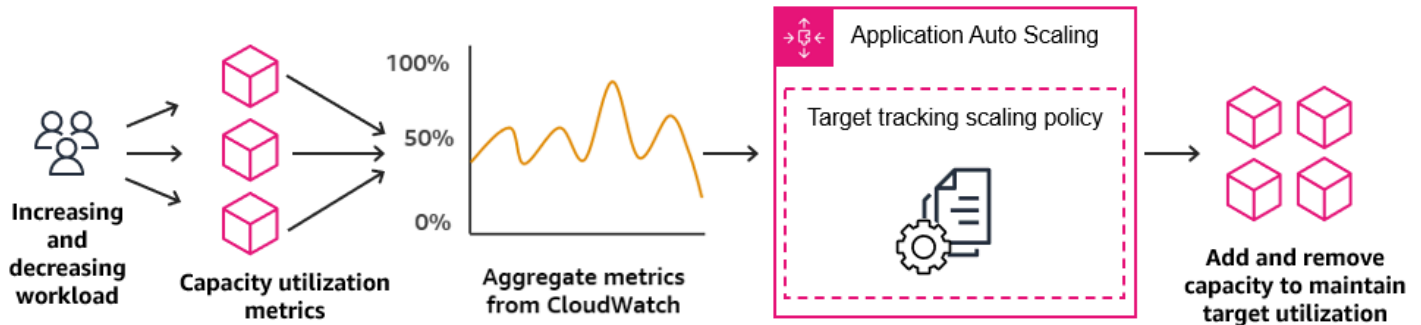 Increasing
and
decreasing
workload
Capacity utilization
metrics
100%
50%
0%
Aggregate metrics
from CloudWatch
Application Auto Scaling
Target tracking scaling policy
Add and remove
capacity to maintain
target utilization